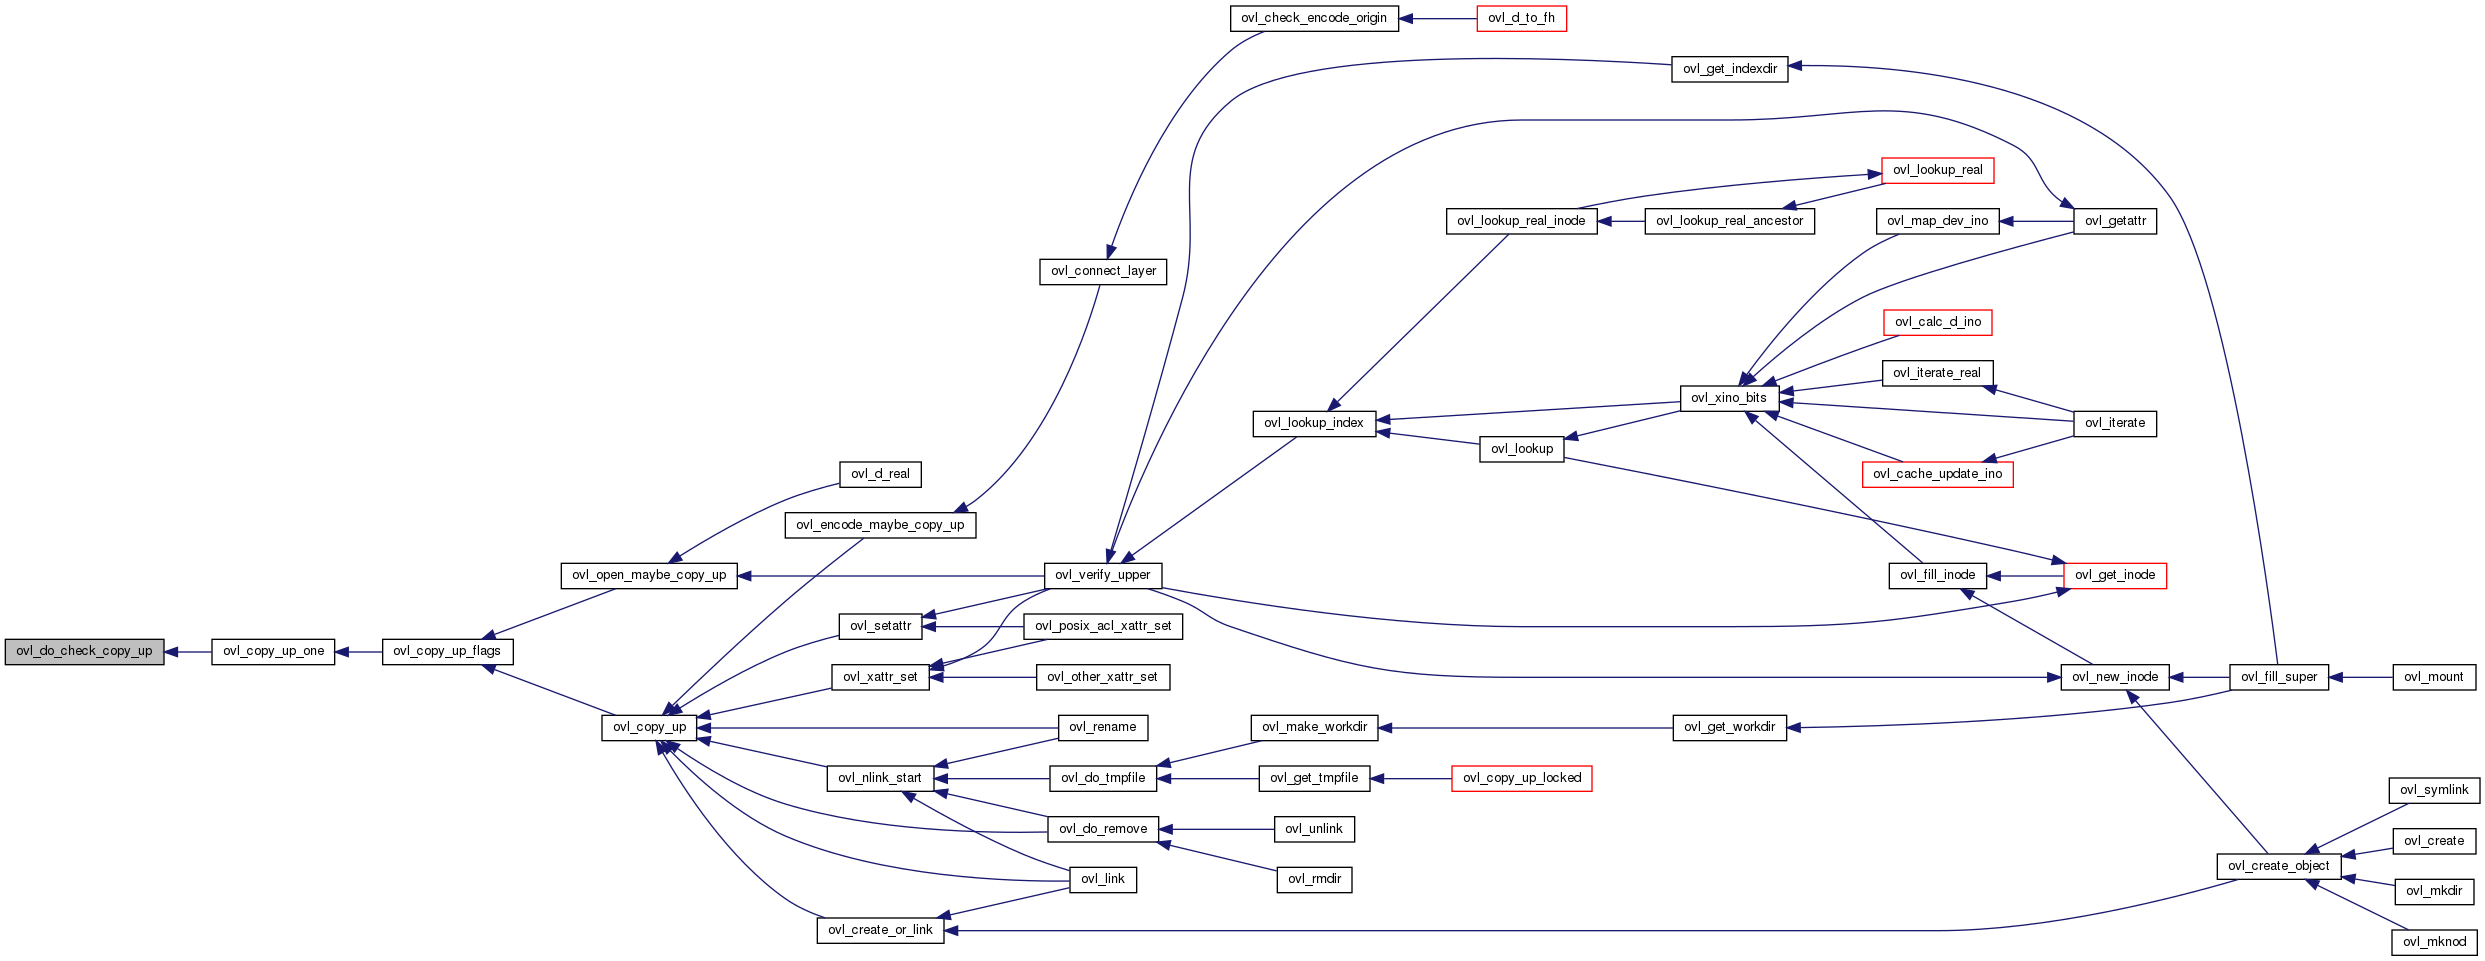 ovl_check_encode_origin
ovl_d_to_fh
ovl_get_indexdir
ovl_lookup_real
ovl_lookup_real_inode
ovl_lookup_real_ancestor
ovl_map_dev_ino
ovl_getattr
ovl_connect_layer
ovl_calc_d_ino
ovl_iterate_real
ovl_xino_bits
ovl_lookup_index
ovl_iterate
ovl_lookup
ovl_d_real
ovl_cache_update_ino
ovl_encode_maybe_copy_up
ovl_open_maybe_copy_up
ovl_verify_upper
ovl_fill_inode
ovl_get_inode
ovl_setattr
ovl_posix_acl_xattr_set
ovl_do_check_copy_up
ovl_copy_up_one
ovl_copy_up_flags
ovl_xattr_set
ovl_other_xattr_set
ovl_new_inode
ovl_fill_super
ovl_mount
ovl_copy_up
ovl_rename
ovl_make_workdir
ovl_get_workdir
ovl_nlink_start
ovl_do_tmpfile
ovl_get_tmpfile
ovl_copy_up_locked
ovl_symlink
ovl_do_remove
ovl_unlink
ovl_create
ovl_link
ovl_rmdir
ovl_create_object
ovl_mkdir
ovl_create_or_link
ovl_mknod